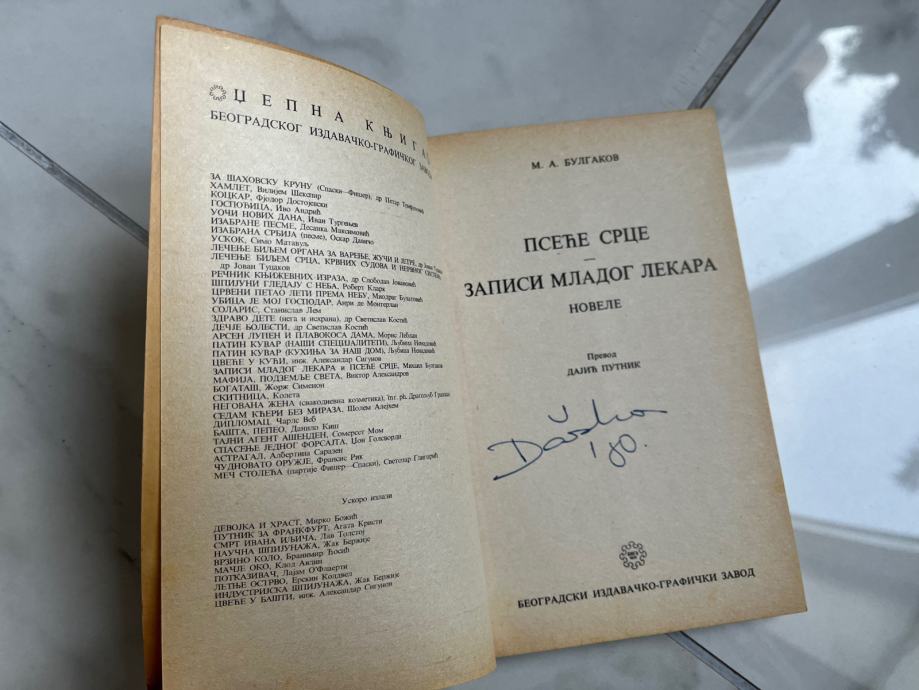 ЏЕПНА КЊИГА
БЕОГРАДСКОГ ИЗДАВАЧКО-ГРАФИЧКОГ ЗАВОДА
ЗА ШАХОВСКУ КРУНУ (Спаски—Фишер), др Петар Трифуновић
ХАМЛЕТ, Вилијем Шекспир
КОЦКАР, Фјодор Достојевски
ГОСПОЂИЦА, Иво Андрић
УОЧИ НОВИХ ДАНА, Иван Тургењев
ИЗАБРАНЕ ПЕСМЕ, Десанка Максимовић
ИЗАБРАНА СРБИЈА (песме), Оскар Давичо
УСКОК, Симо Матавуљ
ЛЕЧЕЊЕ БИЉЕМ ОРГАНА ЗА ВАРЕЊЕ, ЖУЧИ И ЈЕТРЕ, др Јован Тушаков
ЛЕЧЕЊЕ БИЉЕМ СРЦА, КРВНИХ СУДОВА И НЕРВНОГ СИСТЕМА,
др Јован Тушаков
РЕЧНИК КЊИЖЕВНИХ ИЗРАЗА, др Слободан Јовановић
ШПИЈУНИ ГЛЕДАЈУ С НЕБА, Роберт Кларк
ЦРВЕНИ ПЕТАО ЛЕТИ ПРЕМА НЕБУ, Миодраг Булатовић
УБИЦА ЈЕ МОЈ ГОСПОДАР, Анри де Монтерлан
СОЛАРИС, Станислав Лем
ЗДРАВО ДЕТЕ (нега и исхрана), др Светислав Костић
ДЕЧЈЕ БОЛЕСТИ, др Светислав Костић
АРСЕН ЛУПЕН И ПЛАВОКОСА ДАМА, Морис Леблан
ПАТИН КУВАР (НАШИ СПЕЦИЈАЛИТЕТИ), Љубица Ненадовић
ПАТИН КУВАР (КУХИЊА ЗА НАШ ДОМ), Љубица Ненадовић
ЦВЕЋЕ У КУЋИ, инж. Александар Сигунов
ЗАПИСИ МЛАДОГ ЛЕКАРА и ПСЕЋЕ СРЦЕ, Михаил Булгаков
МАФИЈА, ПОДЗЕМЉЕ СВЕТА, Виктор Александров
БОГАТАШ, Жорж Сименон
СКИТНИЦА, Колета
НЕГОВАНА ЖЕНА (свакодневна козметика), mr. ph. Драгољуб
СЕДАМ КЋЕРИ БЕЗ МИРАЗА, Шолем Алејхем
ДИПЛОМАЦ, Чарлс Веб
БАШТА, ПЕПЕО, Данило Киш
ТАЈНИ АГЕНТ АШЕНДЕН, Сомерсет Мом
СПАСЕЊЕ ЈЕДНОГ ФОРСАЈТА, Џон Голсворди
АСТРАГАЛ, Албертина Саразен
ЧУДНОВАТО ОРУЖЈЕ, Франсис Рик
МЕЧ СТОЛЕЋА (партије Фишер—Спаски), Светозар Глигорић
Ускоро излази
ДЕВОЈКА И ХРАСТ, Мирко Божић
ПУТНИК ЗА ФРАНКФУРТ, Агата Кристи
СМРТ ИВАНА ИЉИЧА, Лав Толстој
НАУЧНА ШПИЈУНАЖА, Жак Бержије
ВРЗИНО КОЛО, Бранимир Ћосић
МАЧЈЕ ОКО, Клод Авлин
ПОТКАЗИВАЧ, Лајам О'Флаерти
ЛЕТЊЕ ОСТРВО, Ерскин Колдвел
ИНДУСТРИЈСКА ШПИЈУНАЖА, Жак Бержије
ЦВЕЋЕ У БАШТИ, инж. Александар Сигунов
М. А. БУЛГАКОВ
ПСЕЋЕ СРЦЕ
—
ЗАПИСИ МЛАДОГ ЛЕКАРА
НОВЕЛЕ
Превод
ДАЈИЋ ПУТНИК
БЕОГРАДСКИ ИЗДАВАЧКО-ГРАФИЧКИ ЗАВОД